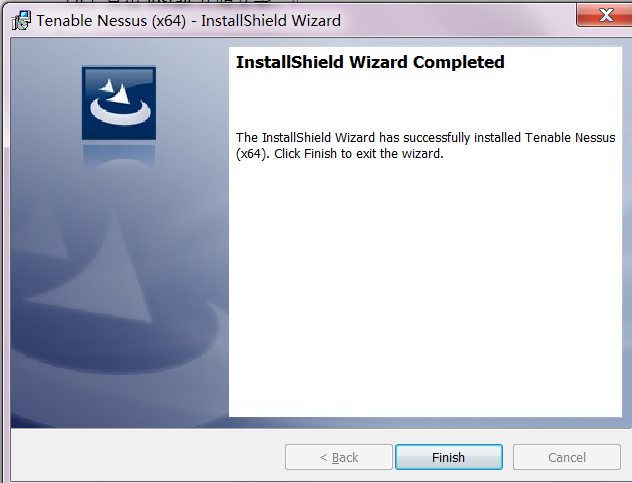 Tenable Nessus (x64) - InstallShield Wizard
InstallShield Wizard Completed
The InstallShield Wizard has successfully installed Tenable Nessus
(x64). Click Finish to exit the wizard.
< Back
Finish
Cancel